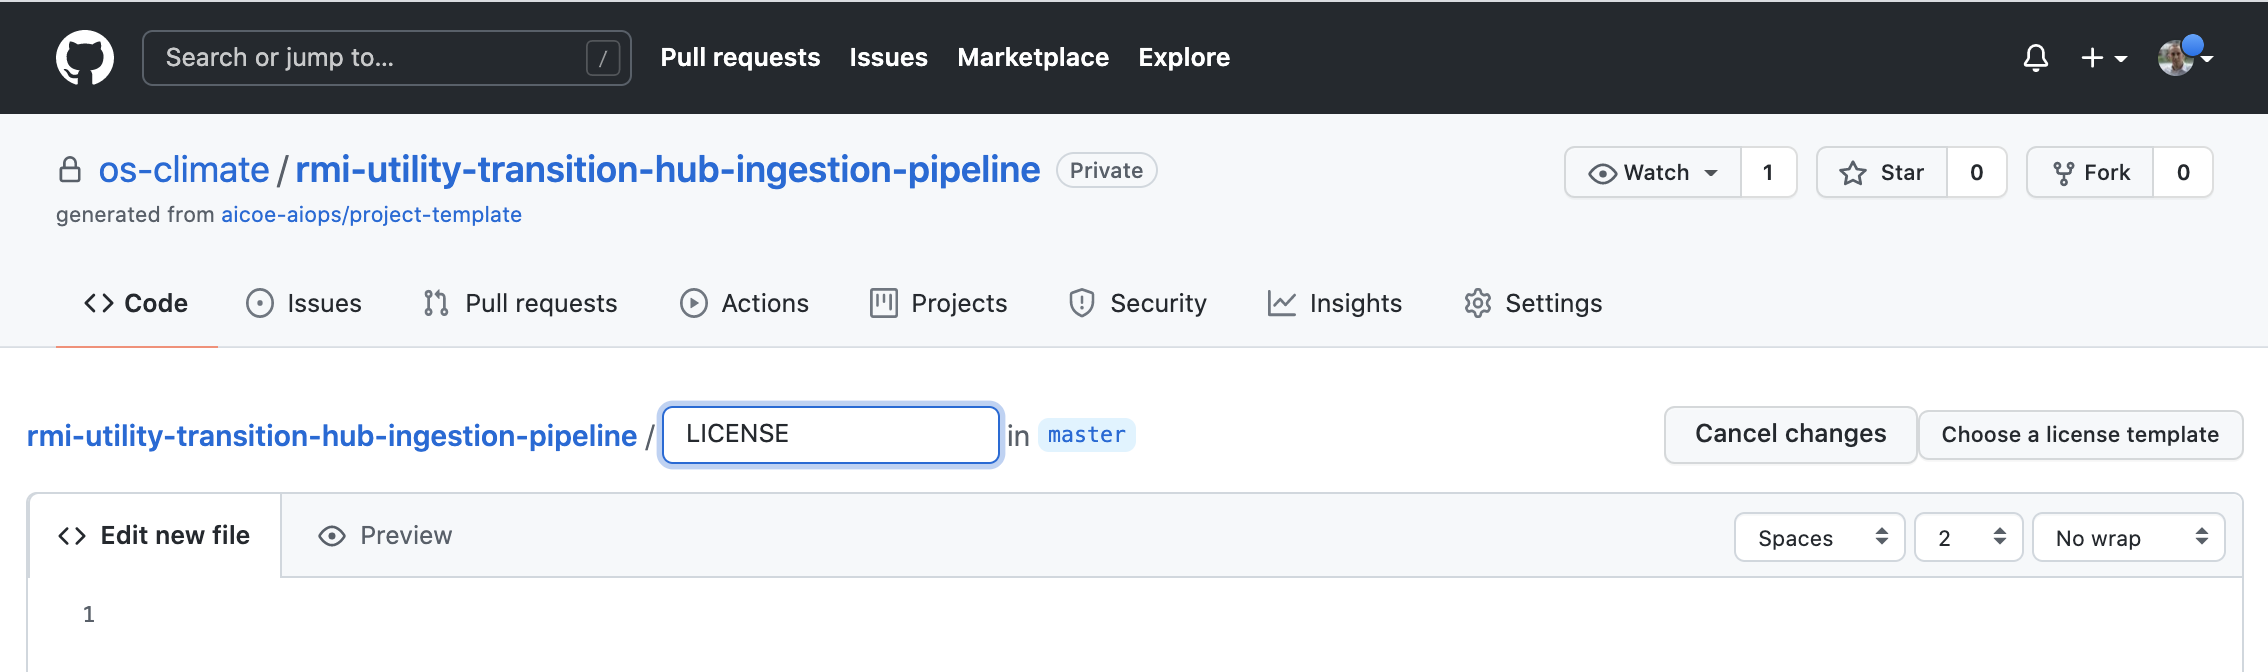 Search or jump to... / Pull requests Issues Marketplace Explore
os-climate / rmi-utility-transition-hub-ingestion-pipeline Private Watch 1 Star 0 Fork 0
generated from aicoe-aiops/project-template
Code Issues Pull requests Actions Projects Security Insights Settings
rmi-utility-transition-hub-ingestion-pipeline / LICENSE in master Cancel changes Choose a license template
Edit new file Preview Spaces 2 No wrap
1